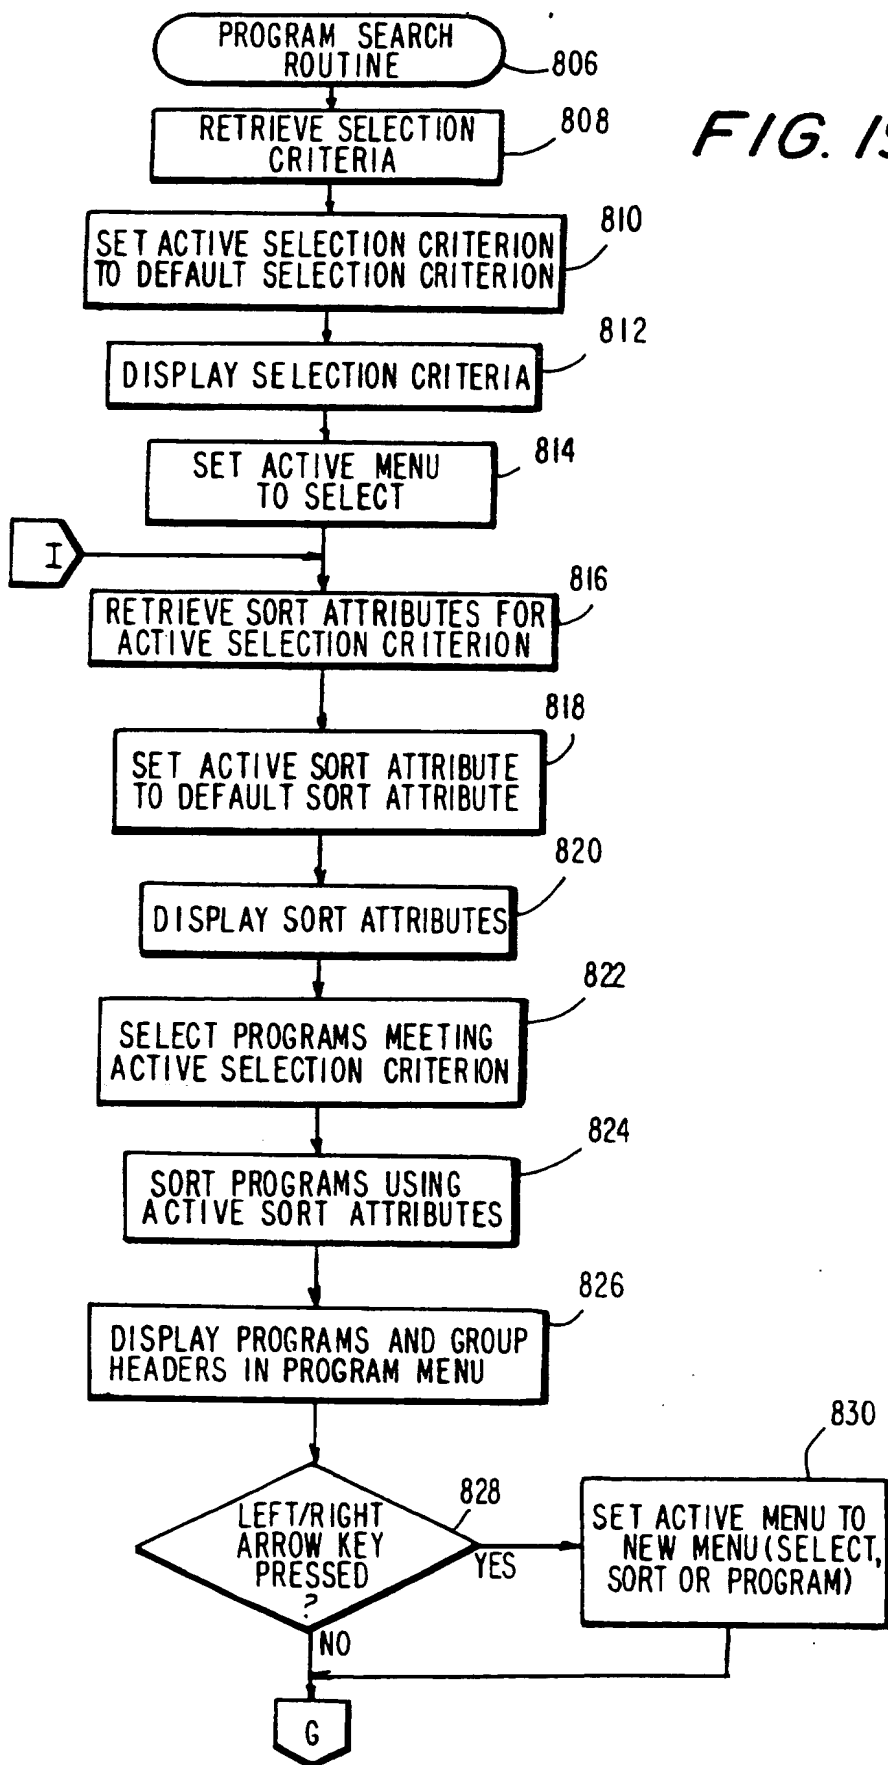 PROGRAM SEARCH
ROUTINE
806
FIG. 19
RETRIEVE SELECTION
CRITERIA
808
SET ACTIVE SELECTION CRITERION
TO DEFAULT SELECTION CRITERION
810
DISPLAY SELECTION CRITERIA
812
SET ACTIVE MENU
TO SELECT
814
I
RETRIEVE SORT ATTRIBUTES FOR
ACTIVE SELECTION CRITERION
816
SET ACTIVE SORT ATTRIBUTE
TO DEFAULT SORT ATTRIBUTE
818
DISPLAY SORT ATTRIBUTES
820
SELECT PROGRAMS MEETING
ACTIVE SELECTION CRITERION
822
SORT PROGRAMS USING
ACTIVE SORT ATTRIBUTES
824
DISPLAY PROGRAMS AND GROUP
HEADERS IN PROGRAM MENU
826
LEFT/RIGHT
ARROW KEY
PRESSED
?
828
YES
NO
SET ACTIVE MENU TO
NEW MENU(SELECT,
SORT OR PROGRAM)
830
G